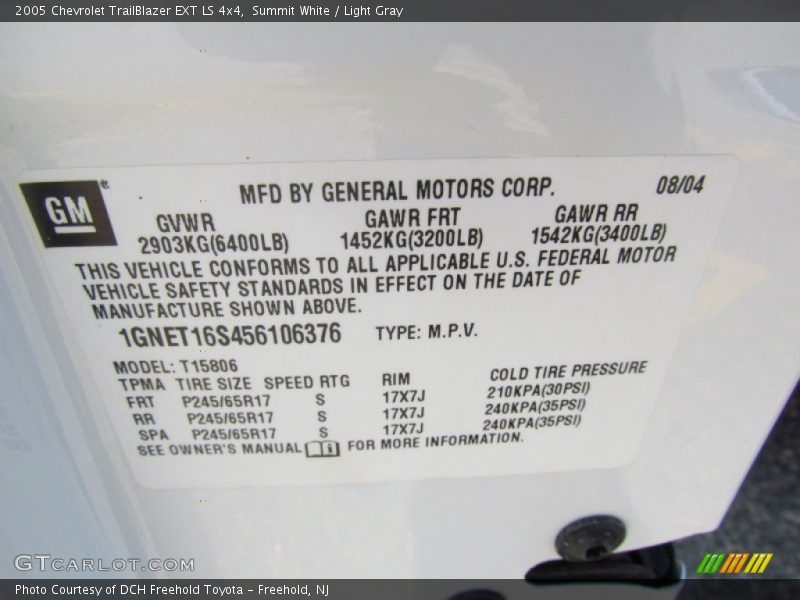 2005 Chevrolet TrailBlazer EXT LS 4x4,  Summit White / Light Gray
GM
MFD BY GENERAL MOTORS CORP. 08/04
GVWR GAWR FRT GAWR RR
2903KG(6400LB) 1452KG(3200LB) 1542KG(3400LB)
THIS VEHICLE CONFORMS TO ALL APPLICABLE U.S. FEDERAL MOTOR
VEHICLE SAFETY STANDARDS IN EFFECT ON THE DATE OF
MANUFACTURE SHOWN ABOVE.
1GNET16S456106376 TYPE: M.P.V.
MODEL: T15806
TPMA TIRE SIZE SPEED RTG RIM COLD TIRE PRESSURE
FRT P245/65R17 S 17X7J 210KPA(30PSI)
RR P245/65R17 S 17X7J 240KPA(35PSI)
SPA P245/65R17 S 17X7J 240KPA(35PSI)
SEE OWNER'S MANUAL FOR MORE INFORMATION.
GTcarlot.com
Photo Courtesy of DCH Freehold Toyota - Freehold, NJ